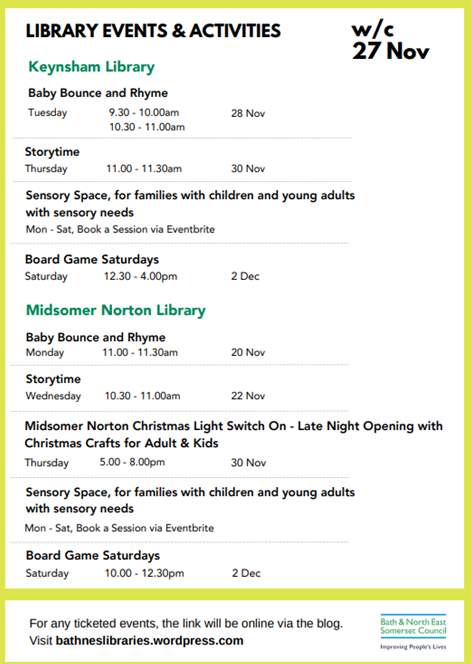 LIBRARY EVENTS & ACTIVITIES
w/c
27 Nov
Keynsham Library
Baby Bounce and Rhyme
Tuesday 9.30 - 10.00am 28 Nov
10.30 - 11.00am
Storytime
Thursday 11.00 - 11.30am 30 Nov
Sensory Space, for families with children and young adults
with sensory needs
Mon - Sat, Book a Session via Eventbrite
Board Game Saturdays
Saturday 12.30 - 4.00pm 2 Dec
Midsomer Norton Library
Baby Bounce and Rhyme
Monday 11.00 - 11.30am 20 Nov
Storytime
Wednesday 10.30 - 11.00am 22 Nov
Midsomer Norton Christmas Light Switch On - Late Night Opening with
Christmas Crafts for Adult & Kids
Thursday 5.00 - 8.00pm 30 Nov
Sensory Space, for families with children and young adults
with sensory needs
Mon - Sat, Book a Session via Eventbrite
Board Game Saturdays
Saturday 10.00 - 12.30pm 2 Dec
For any ticketed events, the link will be online via the blog.
Visit bathneslibraries.wordpress.com
Bath & North East
Somerset Council
Improving People's Lives